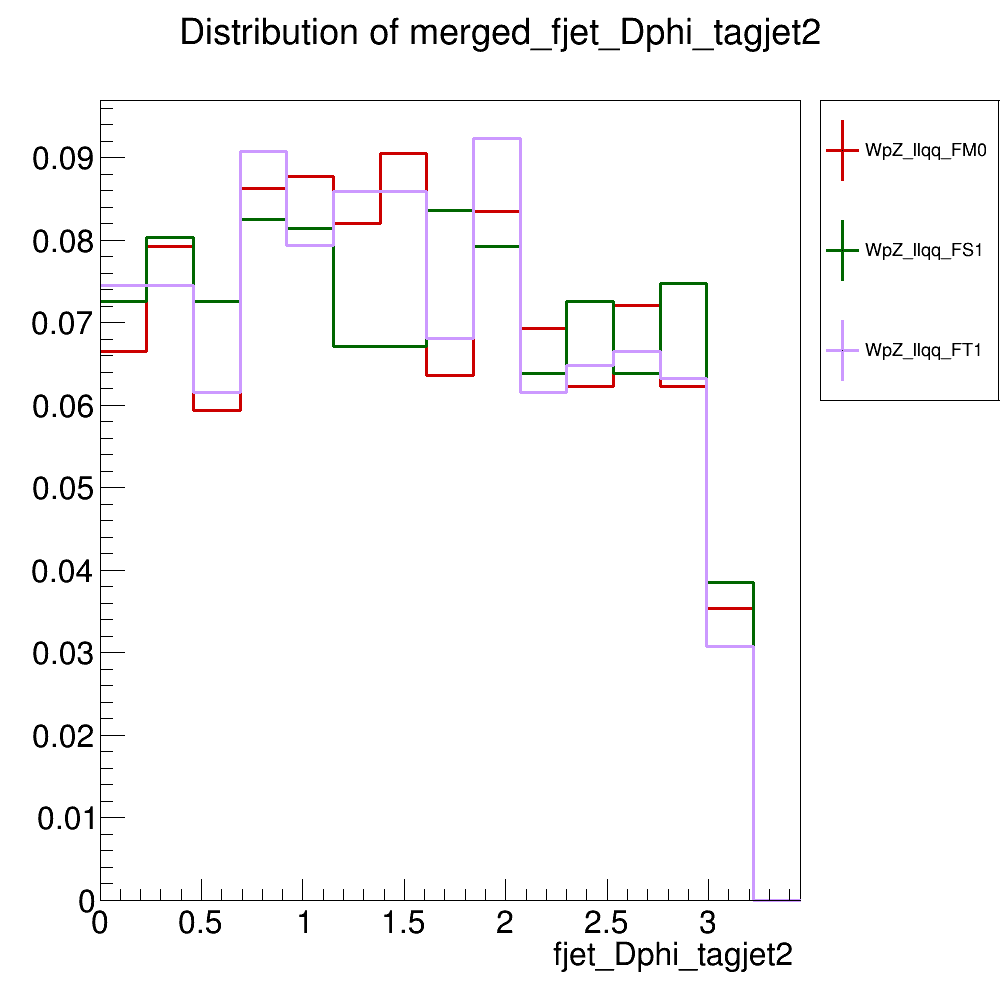 Distribution of merged_fjet_Dphi_tagjet2
WpZ_llqq_FM0
WpZ_llqq_FS1
WpZ_llqq_FT1
0.09
0.08
0.07
0.06
0.05
0.04
0.03
0.02
0.01
0
0 0.5 1 1.5 2 2.5 3
fjet_Dphi_tagjet2